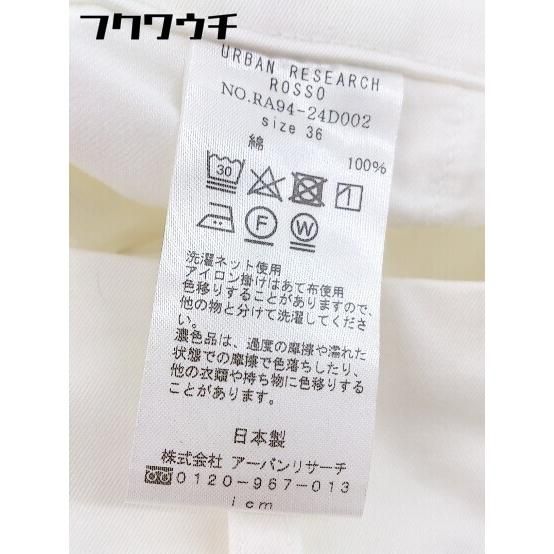 フクワウチ
URBAN RESEARCH
ROSSO
NO.RA94-24D002
size 36
綿 100%
30
1
F W
洗濯ネット使用
アイロン掛けはあて布使用
色移りすることがありますので、
他の物と分けて洗濯してくださ
い。
濃色品は、過度の摩擦や濡れた
状態での摩擦で色落ちしたり、
他の衣類や持ち物に色移りする
ことがあります。
日本製
株式会社 アーバンリサーチ
0120-967-013
icm